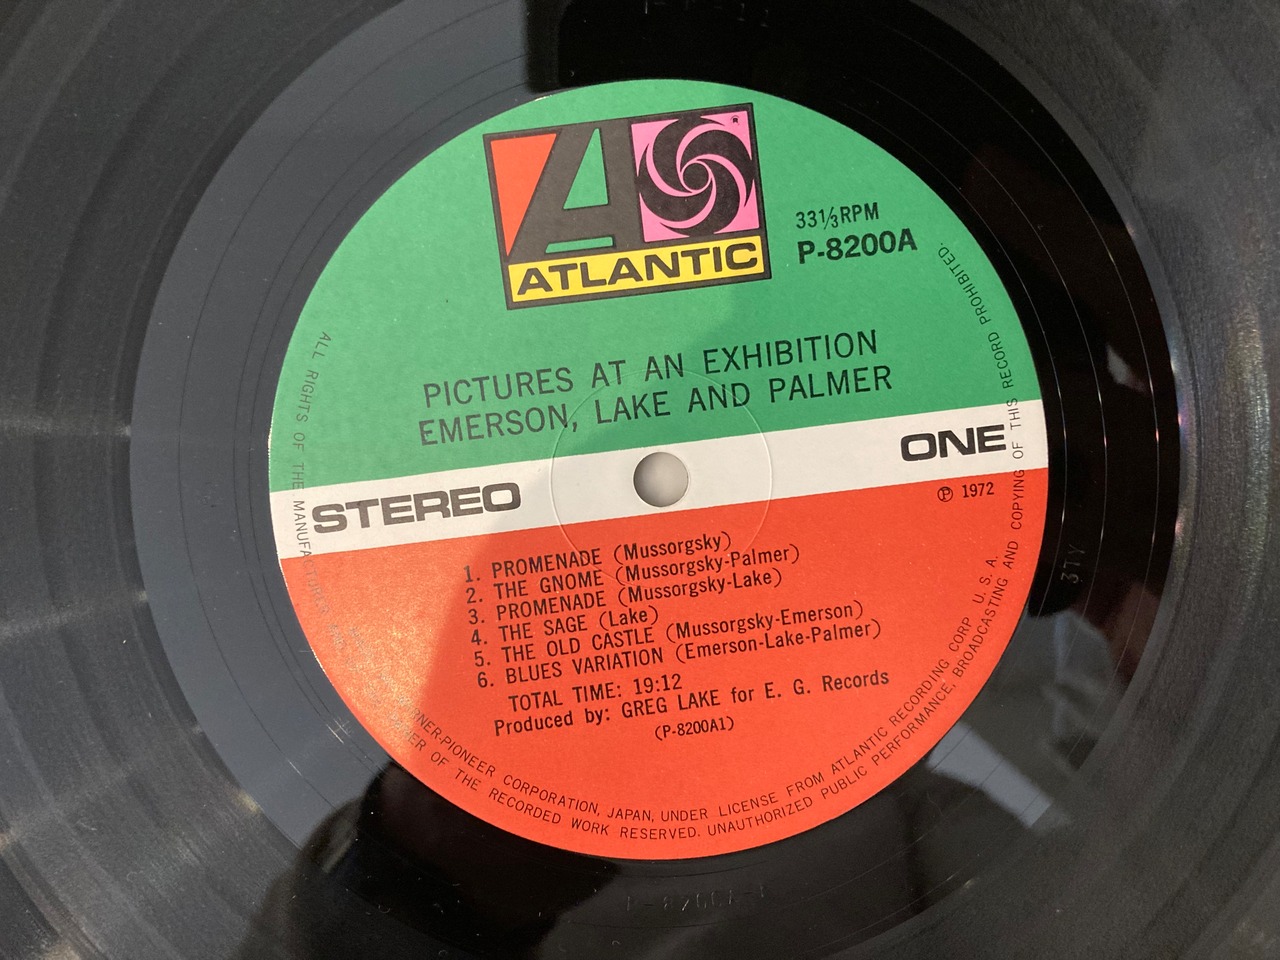 ATLANTIC
33⅓RPM
P-8200A
PICTURES AT AN EXHIBITION
EMERSON, LAKE AND PALMER
STEREO
ONE
Ⓟ 1972
1. PROMENADE (Mussorgsky)
2. THE GNOME (Mussorgsky-Palmer)
3. PROMENADE (Mussorgsky-Lake)
4. THE SAGE (Lake)
5. THE OLD CASTLE (Mussorgsky-Emerson)
6. BLUES VARIATION (Emerson-Lake-Palmer)
TOTAL TIME: 19:12
Produced by: GREG LAKE for E. G. Records
(P-8200A1)
-PIONEER CORPORATION, JAPAN, UNDER LICENSE FROM ATLANTIC RECORDING CORP U. S. A.
ALL RIGHTS OF THE OF THE RECORDED WORK RESERVED. UNAUTHORIZED PUBLIC PERFORMANCE, BROADCASTING AND COPYING OF THIS RECORD PROHIBITED.